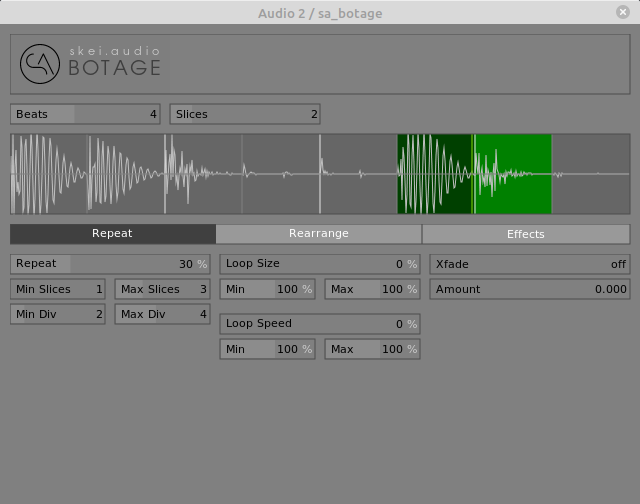 Audio 2 / sa_botage
skei.audio
BOTAGE
Beats 4 Slices 2
Repeat Rearrange Effects
Repeat 30 % Loop Size 0 % Xfade off
Min Slices 1 Max Slices 3 Min 100 % Max 100 % Amount 0.000
Min Div 2 Max Div 4
Loop Speed 0 %
Min 100 % Max 100 %